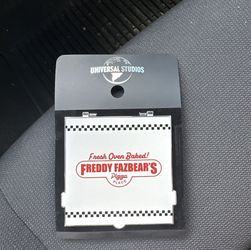 UNIVERSAL STUDIOS
Fresh Oven Baked!
FREDDY FAZBEAR'S
Pizza
PLACE